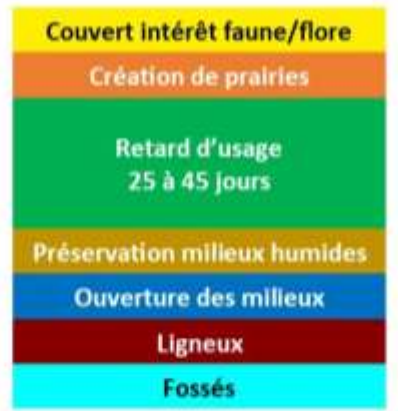 Couvert intérêt faune/flore
Création de prairies
Retard d'usage
25 à 45 jours
Préservation milieux humides
Ouverture des milieux
Ligneux
Fossés